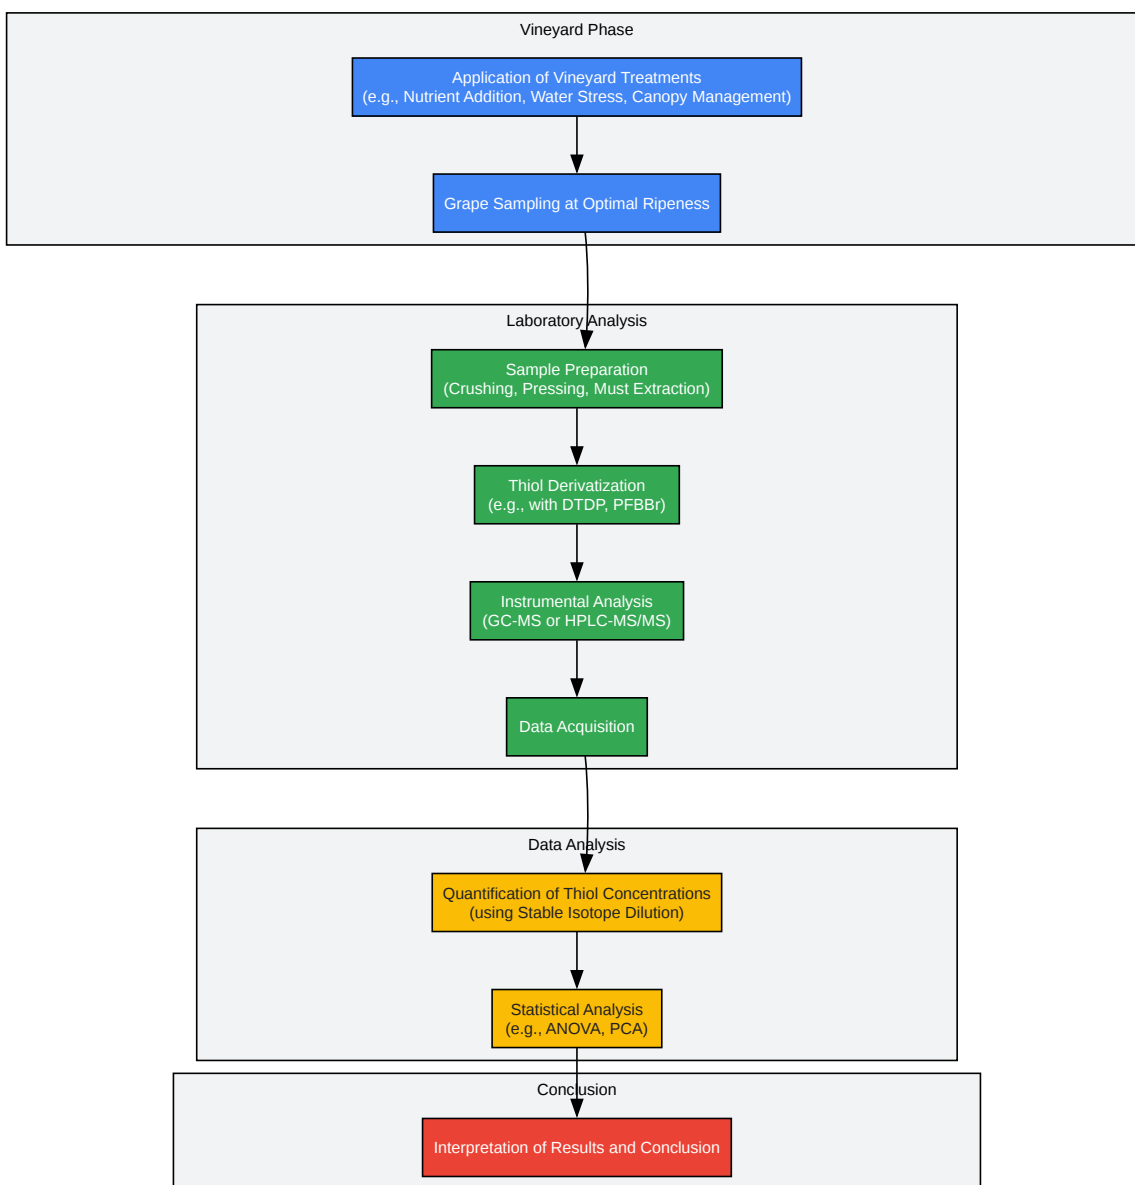 Vineyard Phase
Application of Vineyard Treatments
(e.g., Nutrient Addition, Water Stress, Canopy Management)
Grape Sampling at Optimal Ripeness
Laboratory Analysis
Sample Preparation
(Crushing, Pressing, Must Extraction)
Thiol Derivatization
(e.g., with DTDP, PFBBr)
Instrumental Analysis
(GC-MS or HPLC-MS/MS)
Data Acquisition
Data Analysis
Quantification of Thiol Concentrations
(using Stable Isotope Dilution)
Statistical Analysis
(e.g., ANOVA, PCA)
Conclusion
Interpretation of Results and Conclusion